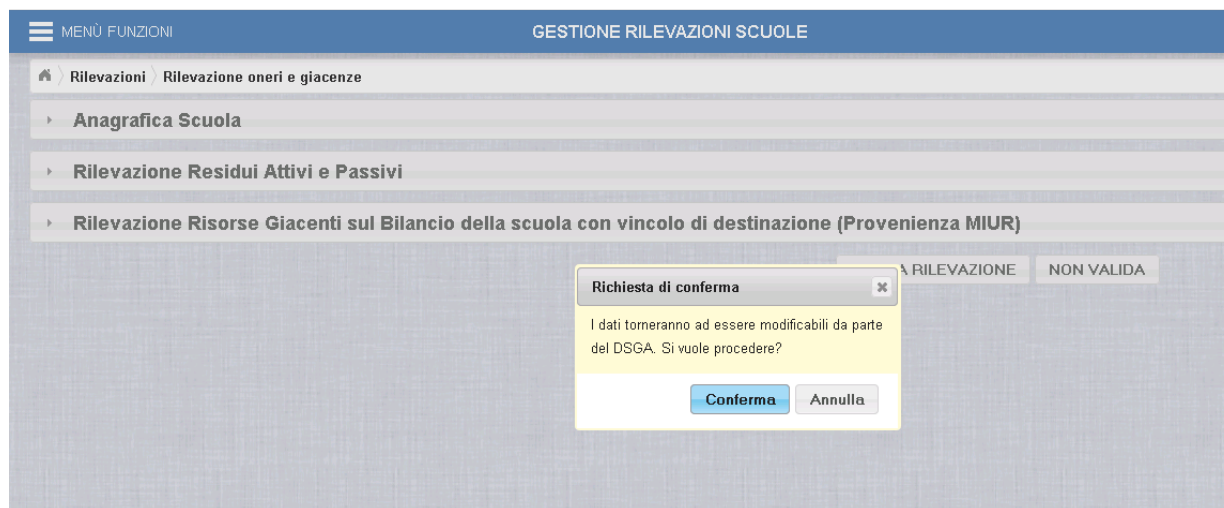 MENÙ FUNZIONI
GESTIONE RILEVAZIONI SCUOLE
Rilevazioni
Rilevazione oneri e giacenze
Anagrafica Scuola
Rilevazione Residui Attivi e Passivi
Rilevazione Risorse Giacenti sul Bilancio della scuola con vincolo di destinazione (Provenienza MIUR)
RILEVAZIONE
NON VALIDA
Richiesta di conferma
I dati torneranno ad essere modificabili da parte
del DSGA. Si vuole procedere?
Conferma
Annulla